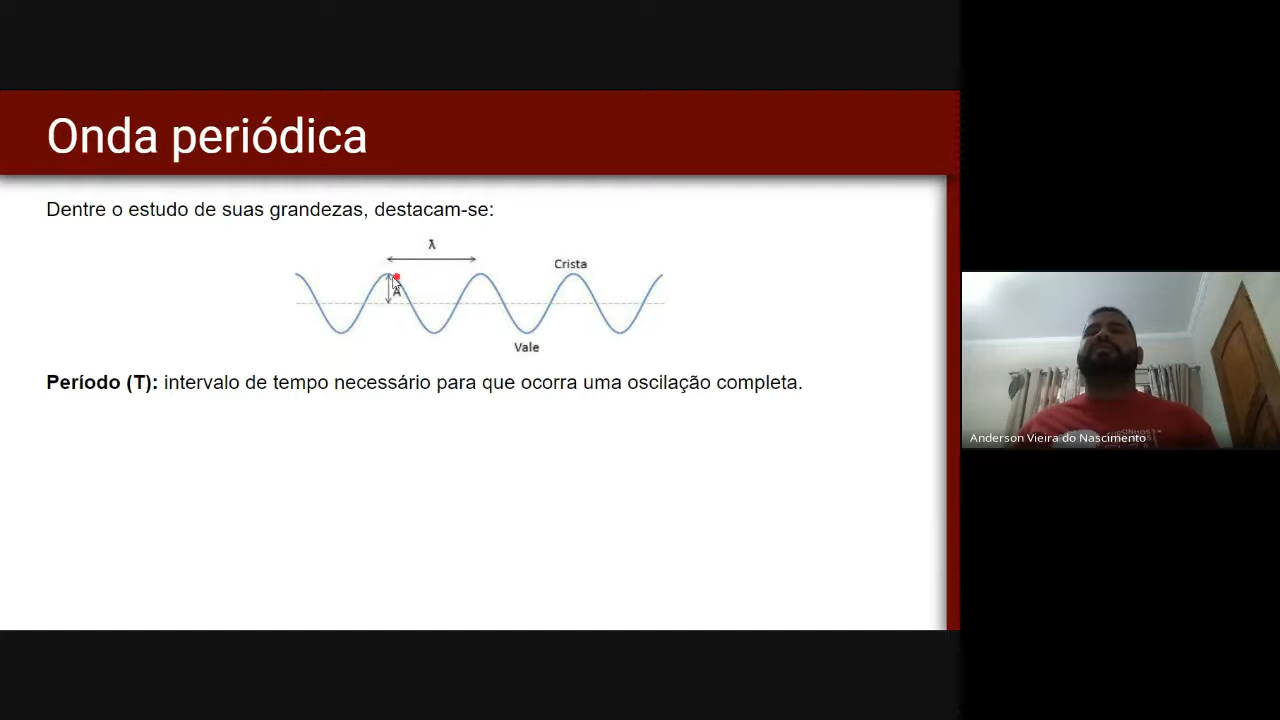 Onda periódica
Dentre o estudo de suas grandezas, destacam-se:
λ
Crista
A
Vale
Período (T): intervalo de tempo necessário para que ocorra uma oscilação completa.
CURSINHOS
Anderson Vieira do Nascimento